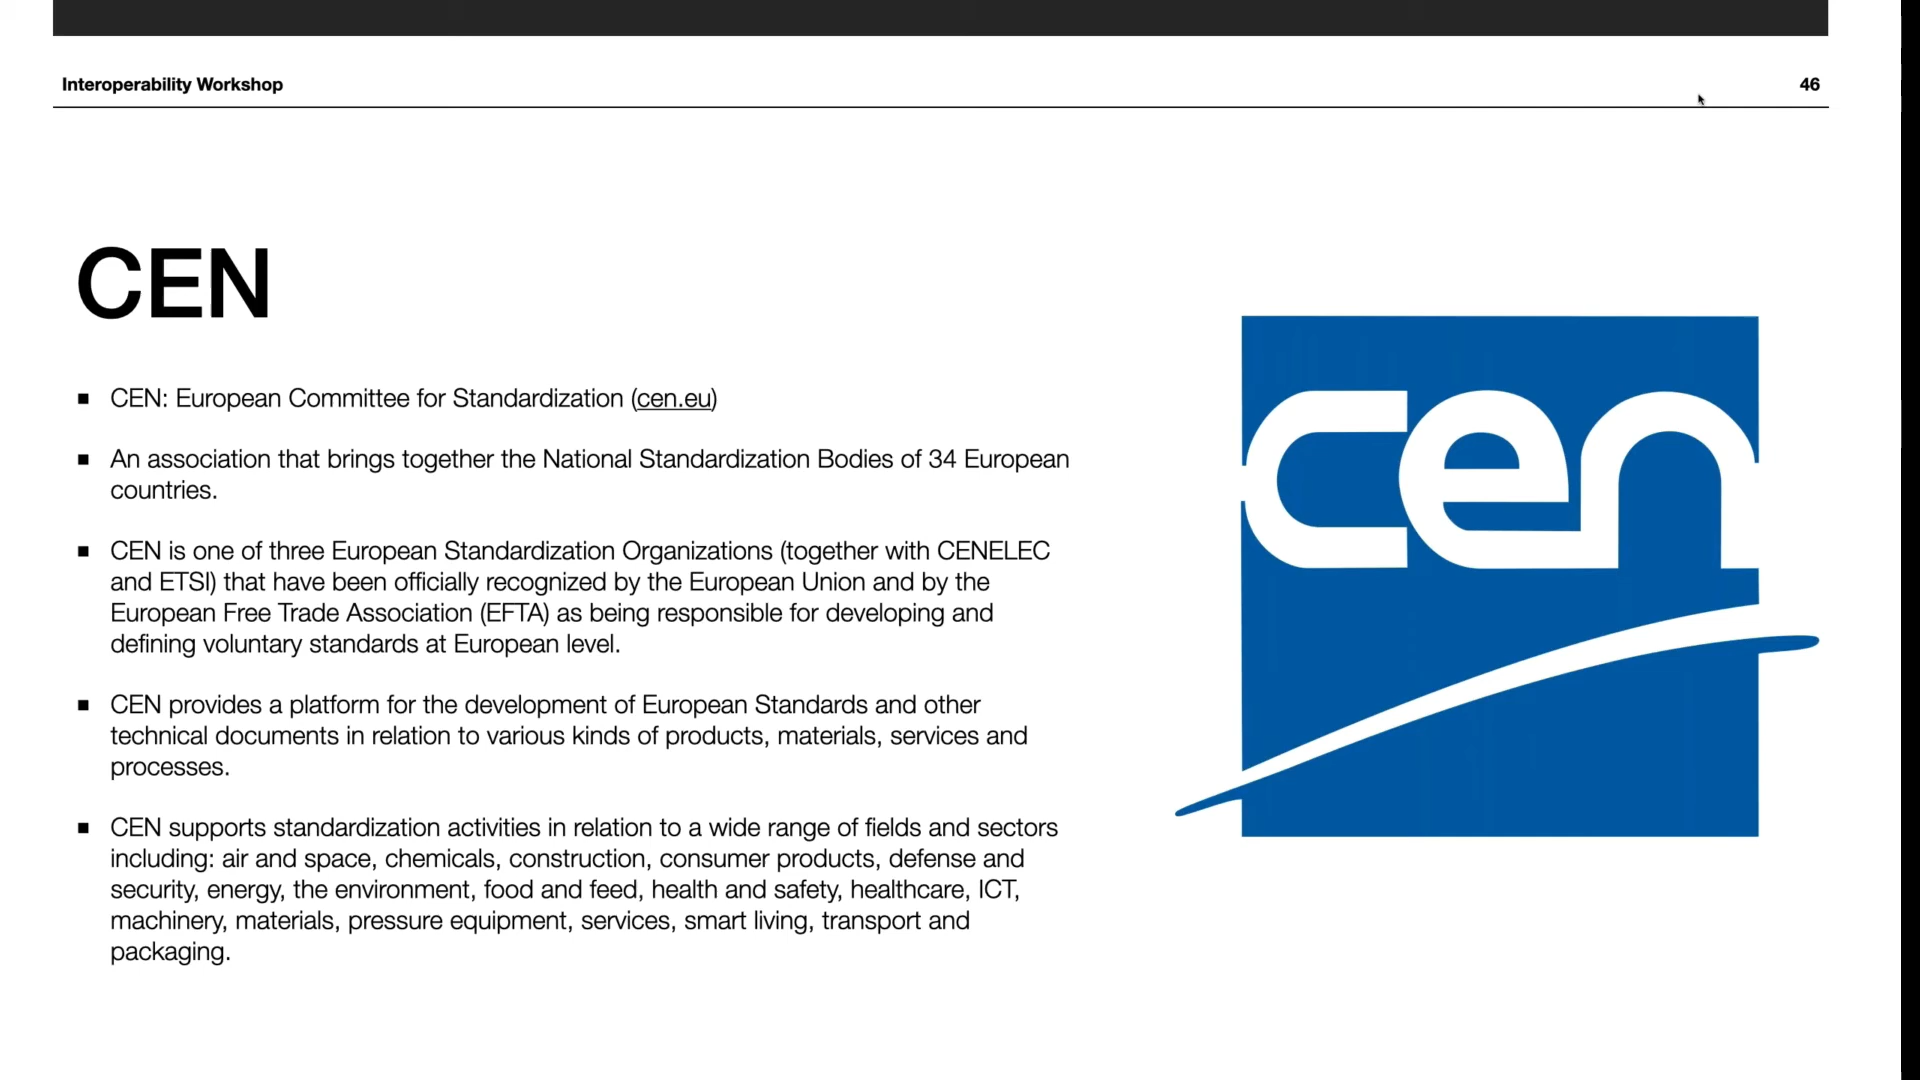 Interoperability Workshop
46
CEN
▪ CEN: European Committee for Standardization (cen.eu)
▪ An association that brings together the National Standardization Bodies of 34 European
countries.
▪ CEN is one of three European Standardization Organizations (together with CENELEC
and ETSI) that have been officially recognized by the European Union and by the
European Free Trade Association (EFTA) as being responsible for developing and
defining voluntary standards at European level.
▪ CEN provides a platform for the development of European Standards and other
technical documents in relation to various kinds of products, materials, services and
processes.
▪ CEN supports standardization activities in relation to a wide range of fields and sectors
including: air and space, chemicals, construction, consumer products, defense and
security, energy, the environment, food and feed, health and safety, healthcare, ICT,
machinery, materials, pressure equipment, services, smart living, transport and
packaging.
cen